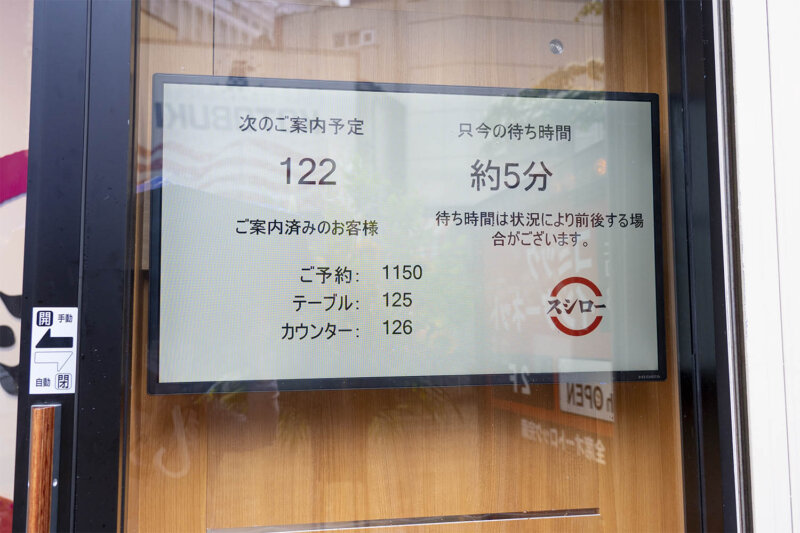 次のご案内予定
122
只今の待ち時間
約5分
ご案内済みのお客様
待ち時間は状況により前後する場
合がございます。
ご予約: 1150
テーブル: 125
カウンター: 126
スシロー
開 手動
自動 閉
OPEN